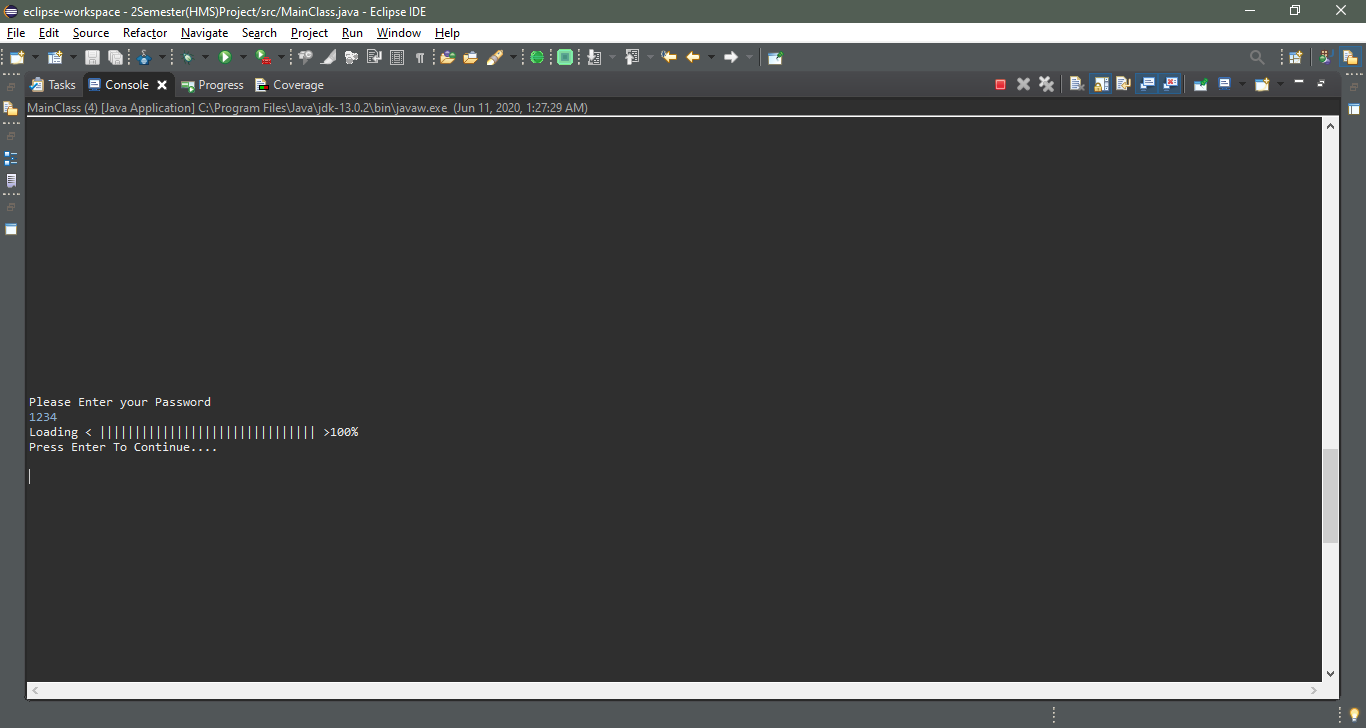 eclipse-workspace - 2Semester(HMS)Project/src/MainClass.java - Eclipse IDE
File Edit Source Refactor Navigate Search Project Run Window Help
Tasks Console Progress Coverage
MainClass (4) [Java Application] C:\Program Files\Java\jdk-13.0.2\bin\javaw.exe (Jun 11, 2020, 1:27:29 AM)
Please Enter your Password
1234
Loading < ||||||||||||||||||||||||||||||| >100%
Press Enter To Continue....